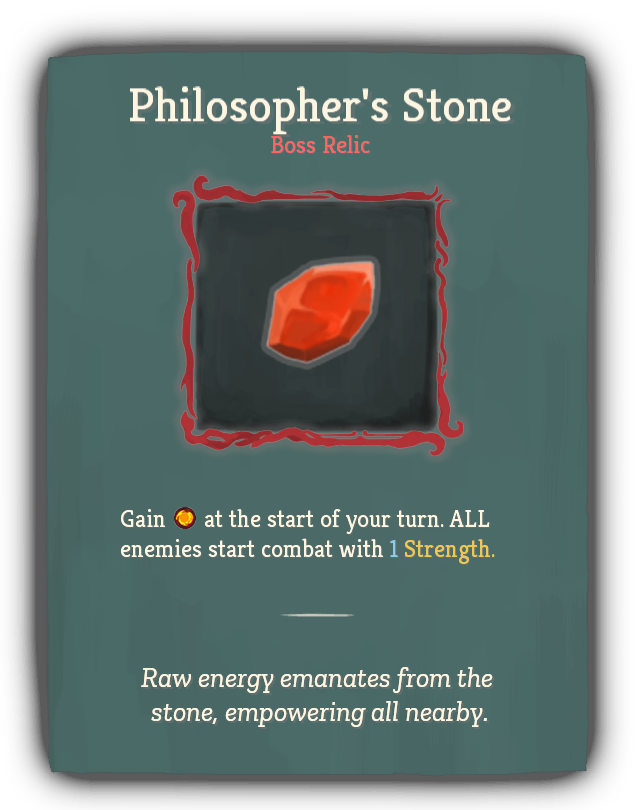 Philosopher's Stone
Boss Relic
Gain at the start of your turn. ALL
enemies start combat with 1 Strength.
Raw energy emanates from the
stone, empowering all nearby.